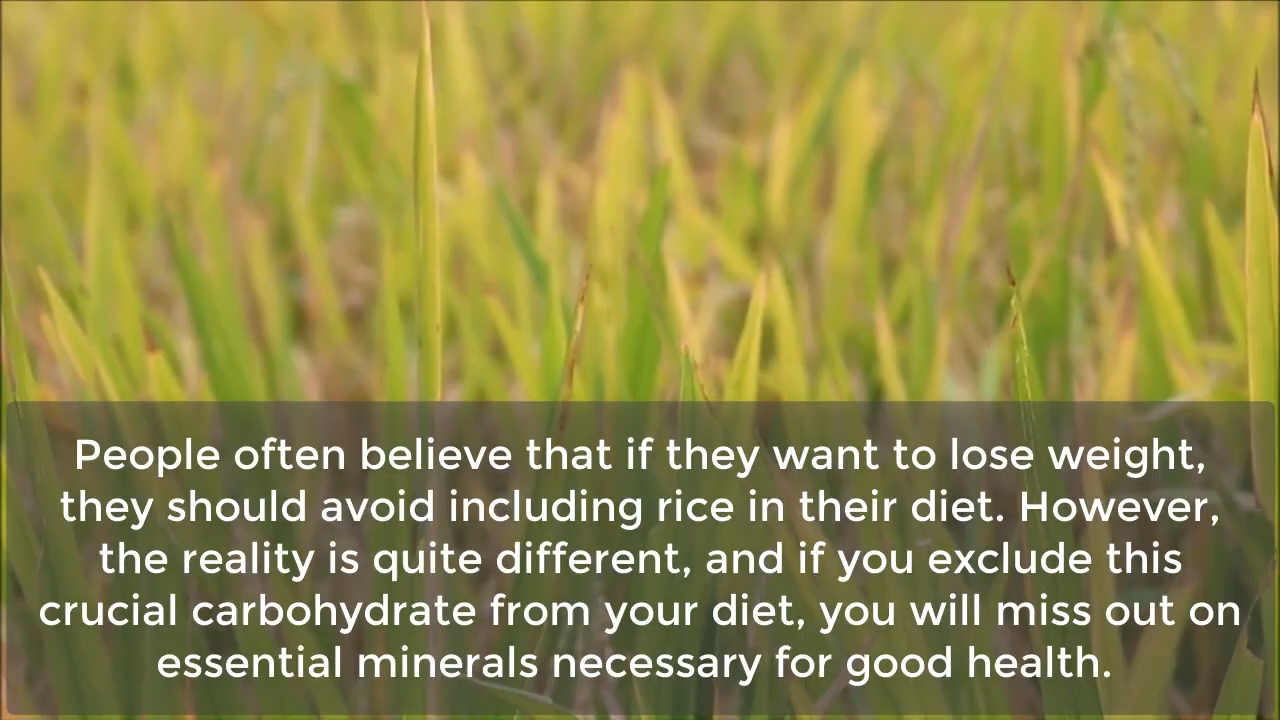 People often believe that if they want to lose weight,
they should avoid including rice in their diet. However,
the reality is quite different, and if you exclude this
crucial carbohydrate from your diet, you will miss out on
essential minerals necessary for good health.